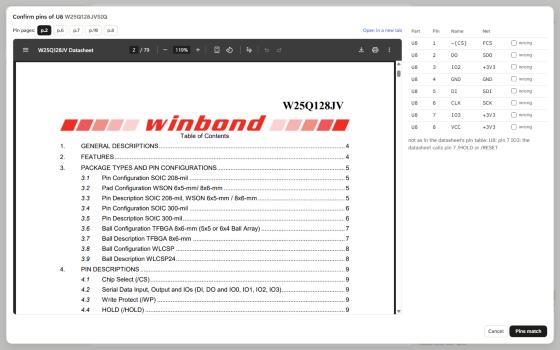 Confirm pins of U8 W25Q128JVSIQ
Pin pages: p.2 p.6 p.7 p.10 p.8
Open in a new tab
W25Q128JV Datasheet 2 / 79 119%
W25Q128JV
winbond
Table of Contents
1. GENERAL DESCRIPTIONS 4
2. FEATURES 4
3. PACKAGE TYPES AND PIN CONFIGURATIONS 5
3.1 Pin Configuration SOIC 208-mil 5
3.2 Pad Configuration WSON 6x5-mm/ 8x6-mm 5
3.3 Pin Description SOIC 208-mil, WSON 6x5-mm / 8x6-mm 5
3.4 Pin Configuration SOIC 300-mil 6
3.5 Pin Description SOIC 300-mil 6
3.6 Ball Configuration TFBGA 8x6-mm (5x5 or 6x4 Ball Array) 7
3.7 Ball Description TFBGA 8x6-mm 7
3.8 Ball Configuration WLCSP 8
3.9 Ball Description WLCSP24 8
4. PIN DESCRIPTIONS 9
4.1 Chip Select (/CS) 9
4.2 Serial Data Input, Output and IOs (DI, DO and IO0, IO1, IO2, IO3) 9
4.3 Write Protect (/WP) 9
4.4 HOLD (/HOLD) 9
Part Pin Name Net
U8 1 ~{CS} FCS wrong
U8 2 DO SDO wrong
U8 3 IO2 +3V3 wrong
U8 4 GND GND wrong
U8 5 DI SDI wrong
U8 6 CLK SCK wrong
U8 7 IO3 +3V3 wrong
U8 8 VCC +3V3 wrong
not as in the datasheet's pin table: U8: pin 7 IO3: the
datasheet calls pin 7 /HOLD or /RESET
Cancel Pins match